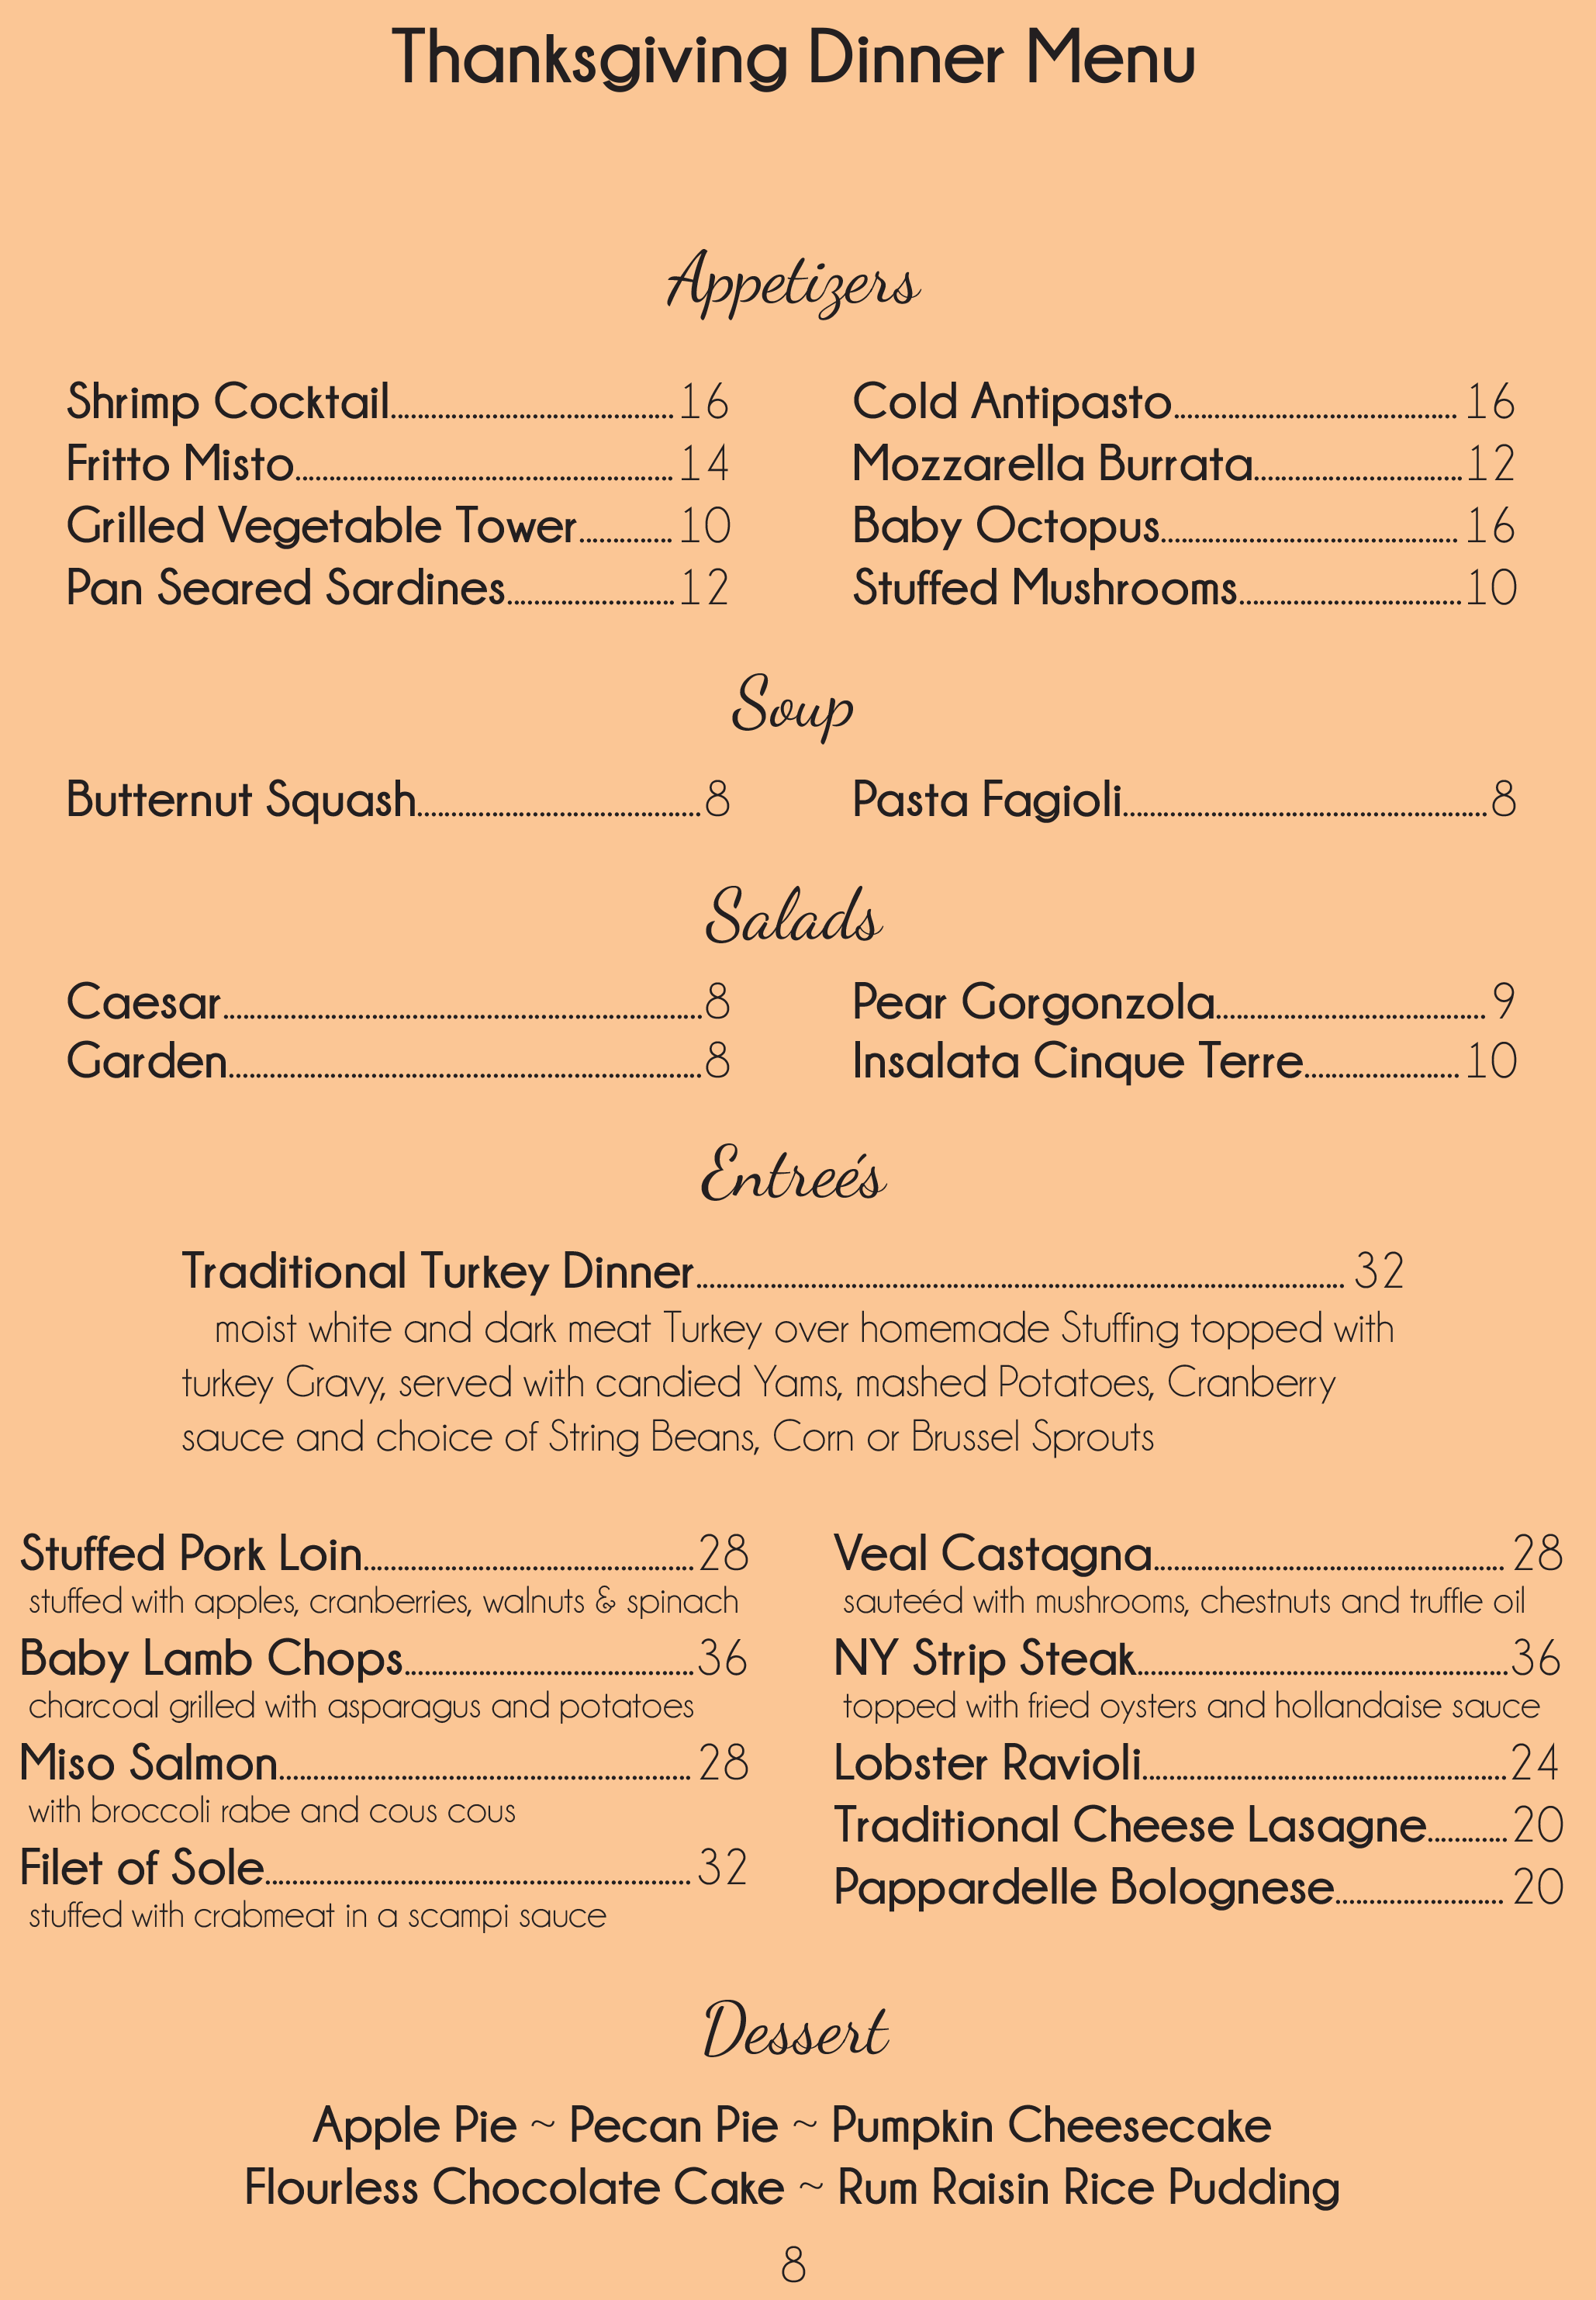 Thanksgiving Dinner Menu
Appetizers
Shrimp Cocktail 16
Fritto Misto 14
Grilled Vegetable Tower 10
Pan Seared Sardines 12
Cold Antipasto 16
Mozzarella Burrata 12
Baby Octopus 16
Stuffed Mushrooms 10
Soup
Butternut Squash 8
Pasta Fagioli 8
Salads
Caesar 8
Garden 8
Pear Gorgonzola 9
Insalata Cinque Terre 10
Entreés
Traditional Turkey Dinner 32
moist white and dark meat Turkey over homemade Stuffing topped with
turkey Gravy, served with candied Yams, mashed Potatoes, Cranberry
sauce and choice of String Beans, Corn or Brussel Sprouts
Stuffed Pork Loin 28
stuffed with apples, cranberries, walnuts & spinach
Baby Lamb Chops 36
charcoal grilled with asparagus and potatoes
Miso Salmon 28
with broccoli rabe and cous cous
Filet of Sole 32
stuffed with crabmeat in a scampi sauce
Veal Castagna 28
sauteéd with mushrooms, chestnuts and truffle oil
NY Strip Steak 36
topped with fried oysters and hollandaise sauce
Lobster Ravioli 24
Traditional Cheese Lasagne 20
Pappardelle Bolognese 20
Dessert
Apple Pie ~ Pecan Pie ~ Pumpkin Cheesecake
Flourless Chocolate Cake ~ Rum Raisin Rice Pudding
8